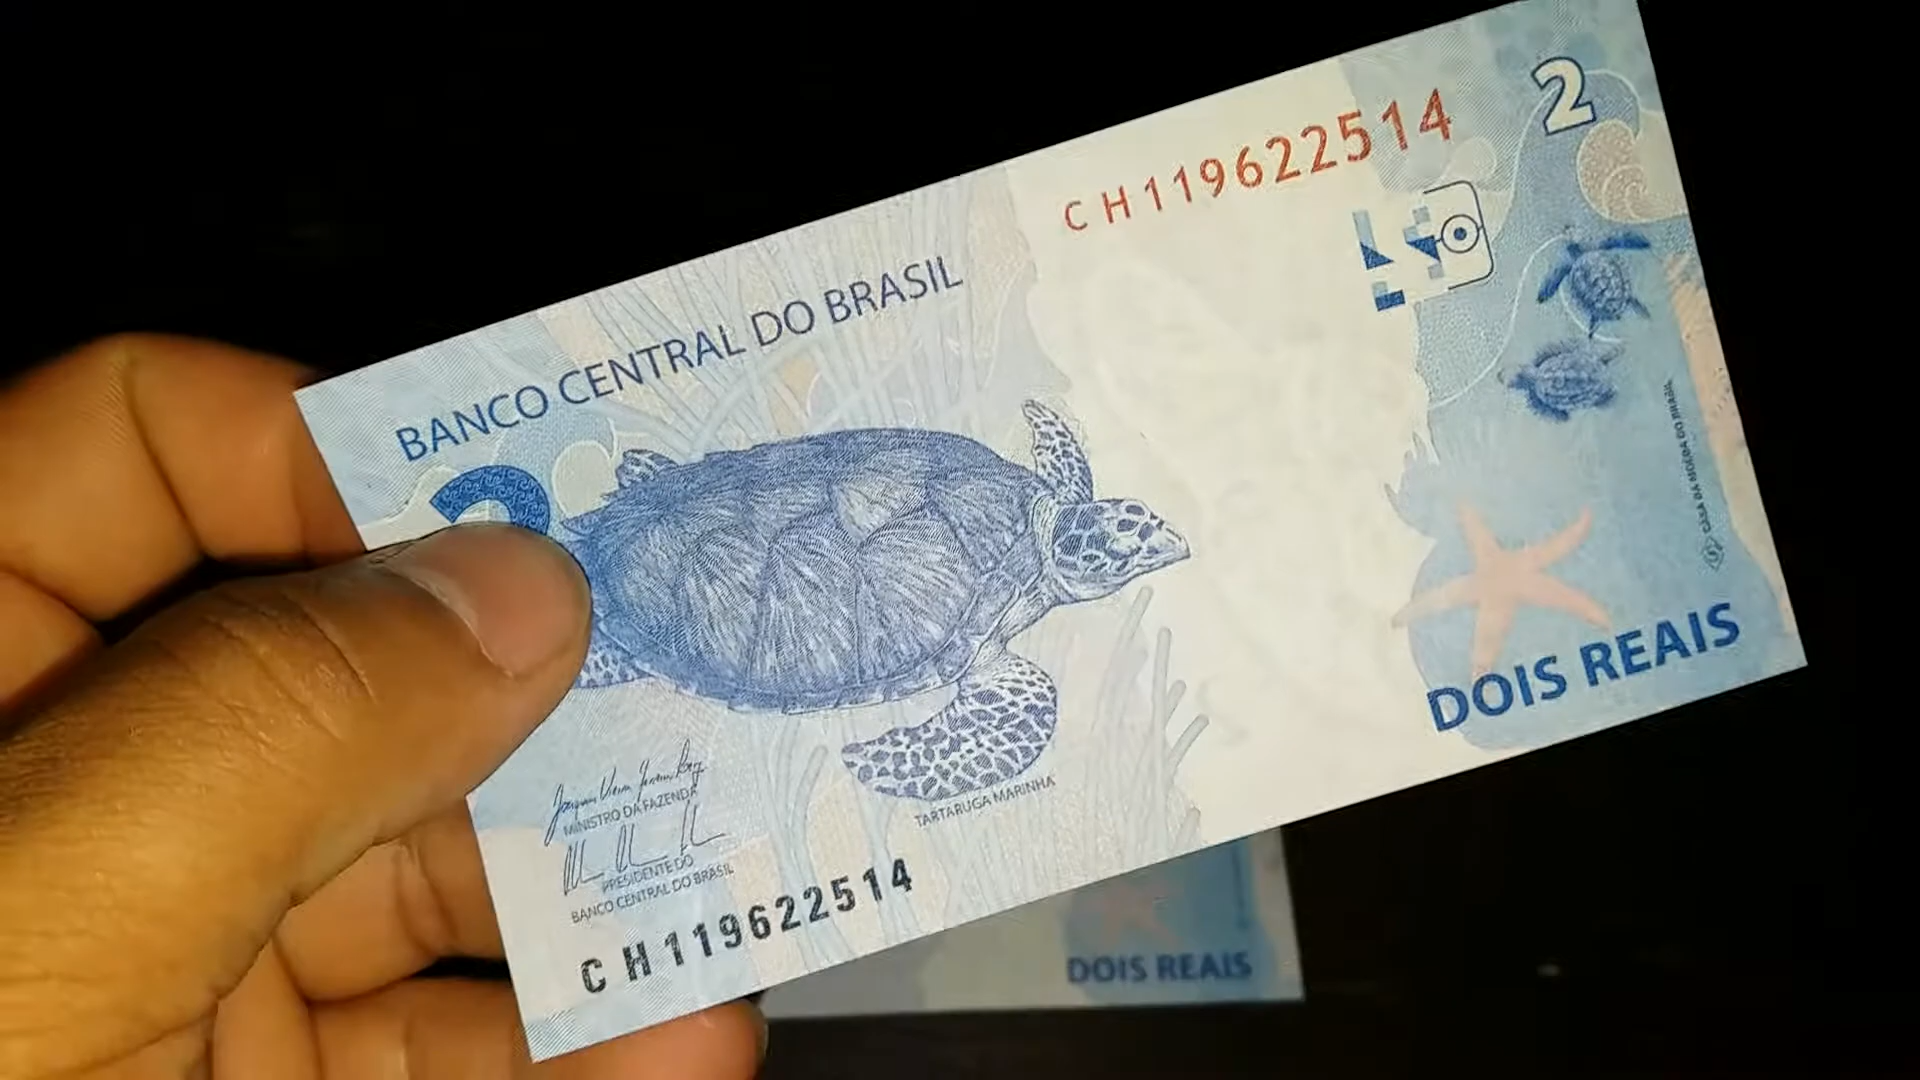 CH119622514
2
BANCO CENTRAL DO BRASIL
2
CASA DA MOEDA DO BRASIL
DOIS REAIS
MINISTRO DA FAZENDA
TARTARUGA MARINHA
PRESIDENTE DO
BANCO CENTRAL DO BRASIL
CH119622514
DOIS REAIS